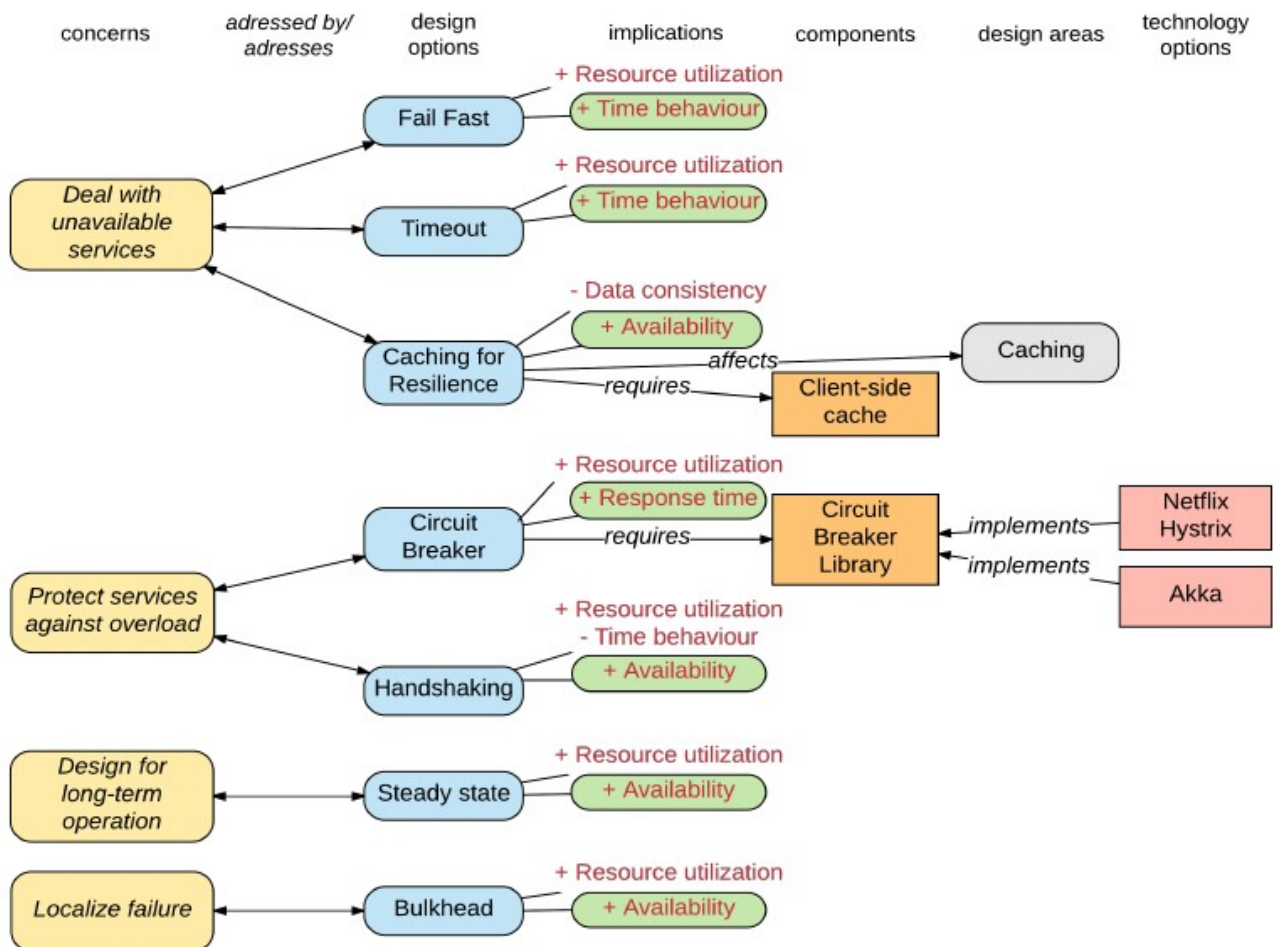 concerns
adressed by/
adresses
design
options
implications
components
design areas
technology
options
+ Resource utilization
+ Time behaviour
Fail Fast
Deal with
unavailable
services
+ Resource utilization
+ Time behaviour
Timeout
- Data consistency
+ Availability
Caching for
Resilience
affects
requires
Caching
Client-side
cache
+ Resource utilization
+ Response time
Circuit
Breaker
requires
Circuit
Breaker
Library
implements
implements
Netflix
Hystrix
Akka
Protect services
against overload
+ Resource utilization
- Time behaviour
+ Availability
Handshaking
Design for
long-term
operation
Steady state
+ Resource utilization
+ Availability
Localize failure
Bulkhead
+ Resource utilization
+ Availability